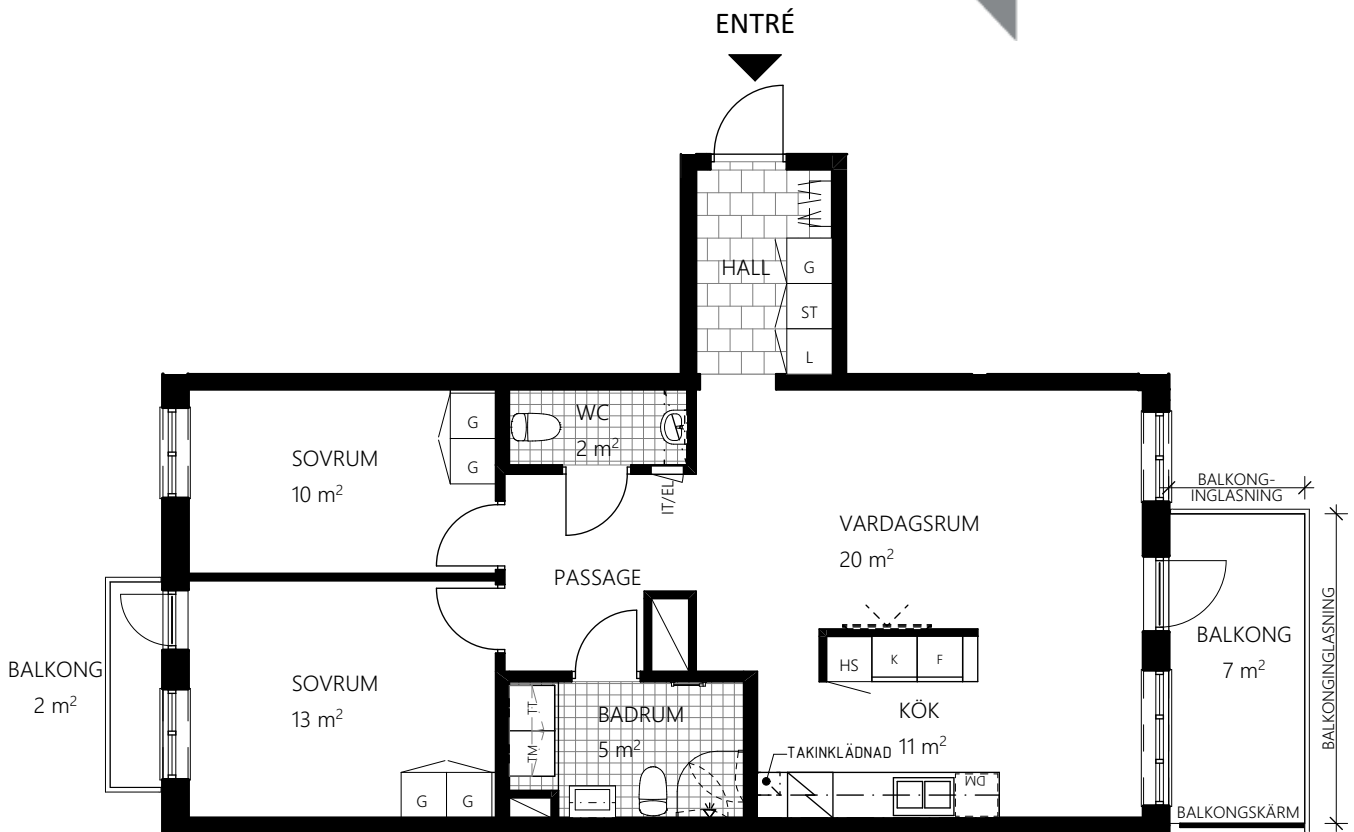 ENTRÉ
HALL
G
ST
L
WC
2 m²
G
G
SOVRUM
10 m²
IT/EL
BALKONG-
INGLASNING
VARDAGSRUM
20 m²
PASSAGE
BALKONGINGLASNING
BALKONG
7 m²
HS
K
F
BALKONG
2 m²
SOVRUM
13 m²
TT
TM
BADRUM
5 m²
KÖK
11 m²
TAKINKLÄDNAD
DM
G
G
BALKONGSKÄRM